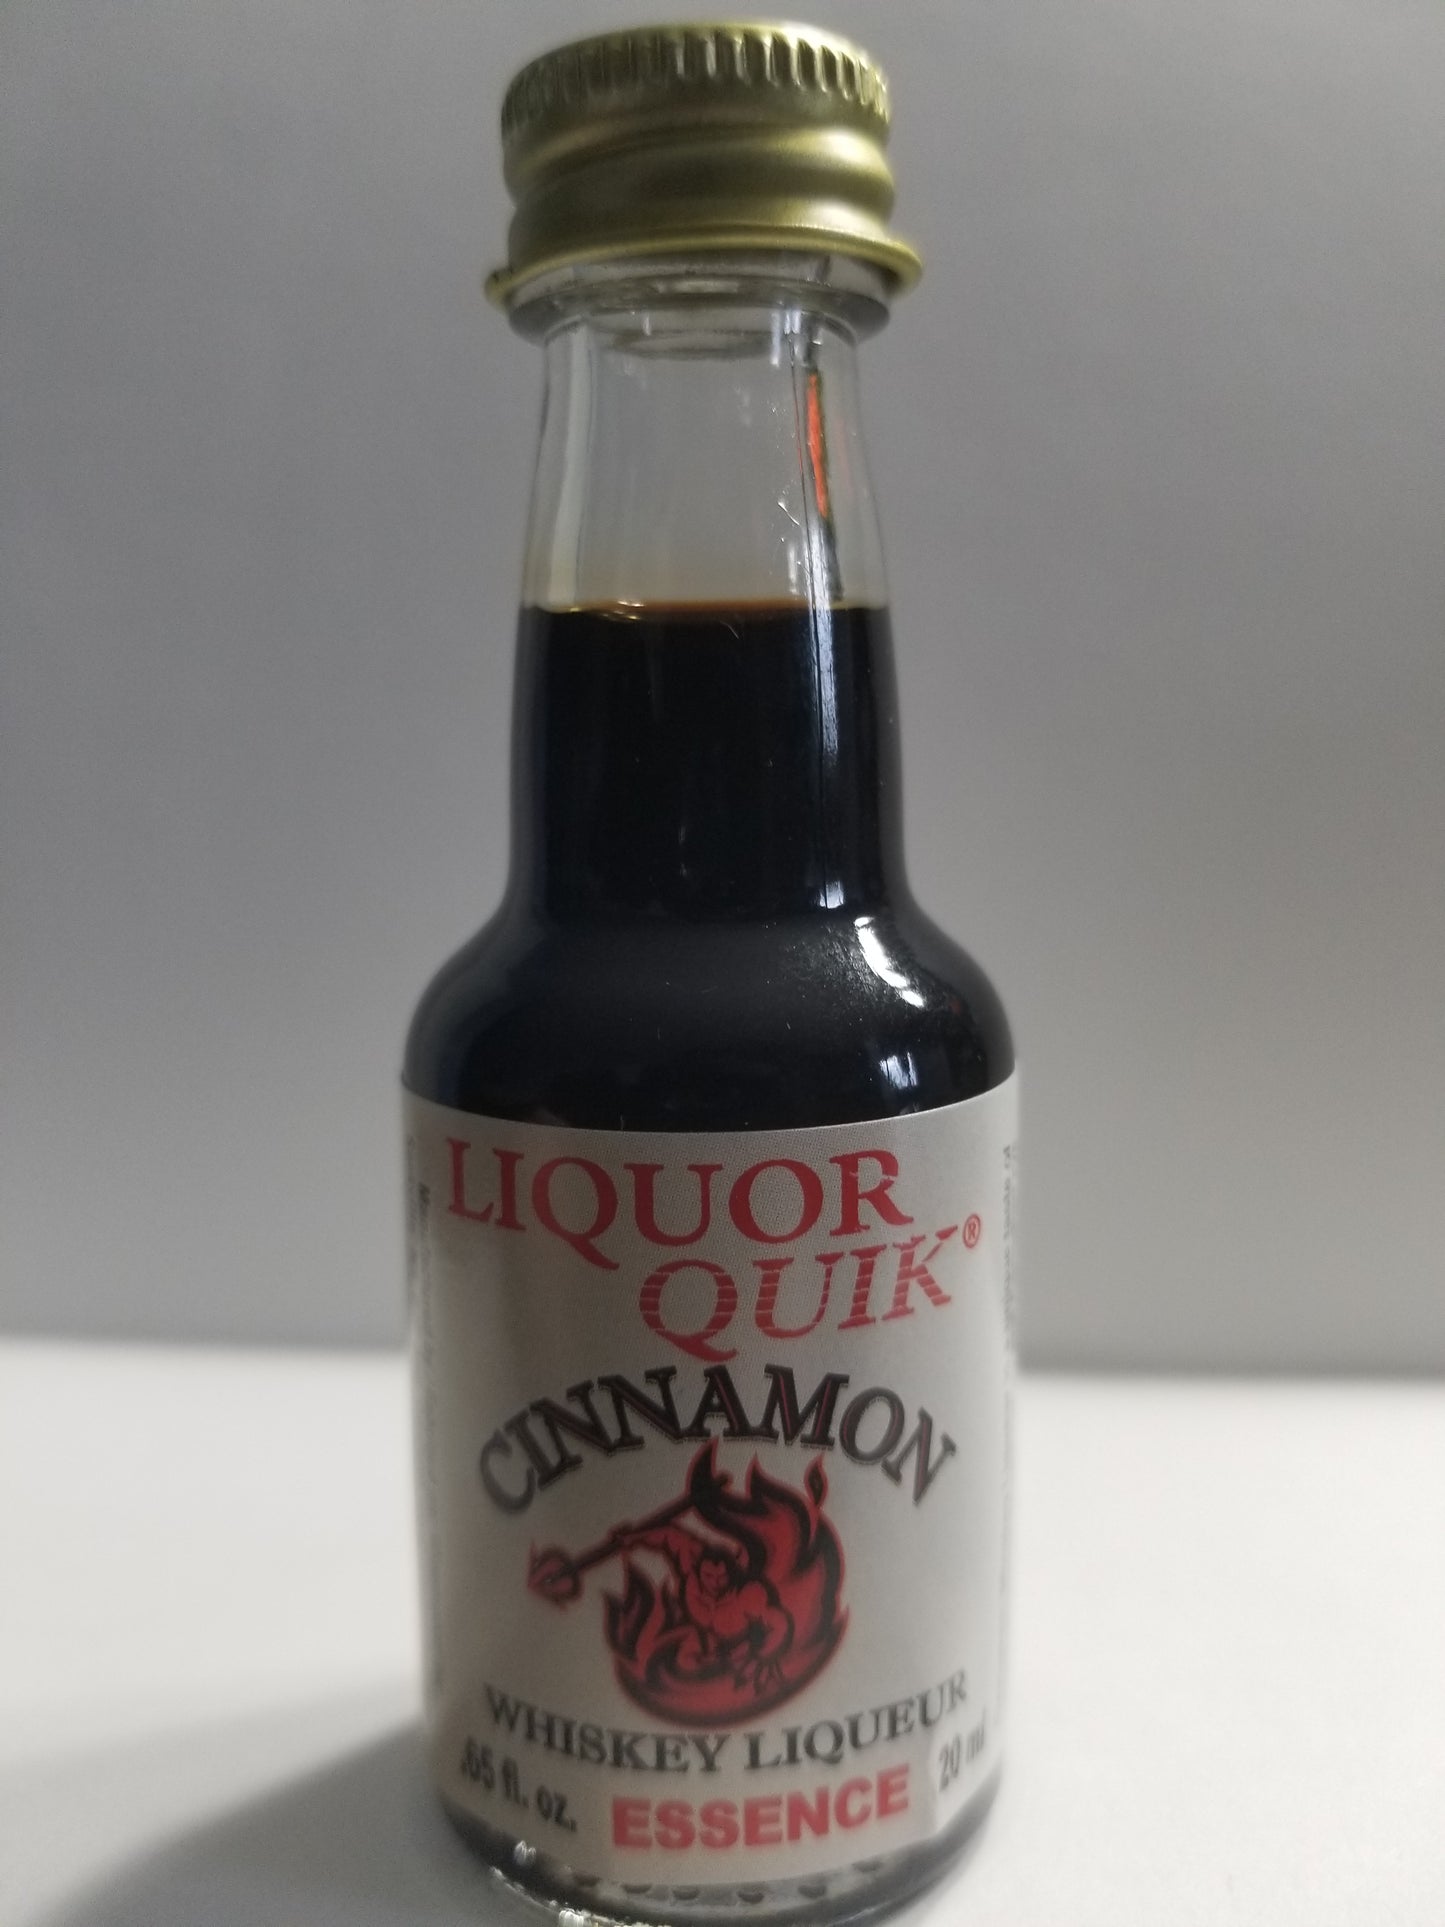 LIQUOR
QUIK®
CINNAMON
WHISKEY LIQUEUR
.65 fl. oz.
20 ml
ESSENCE